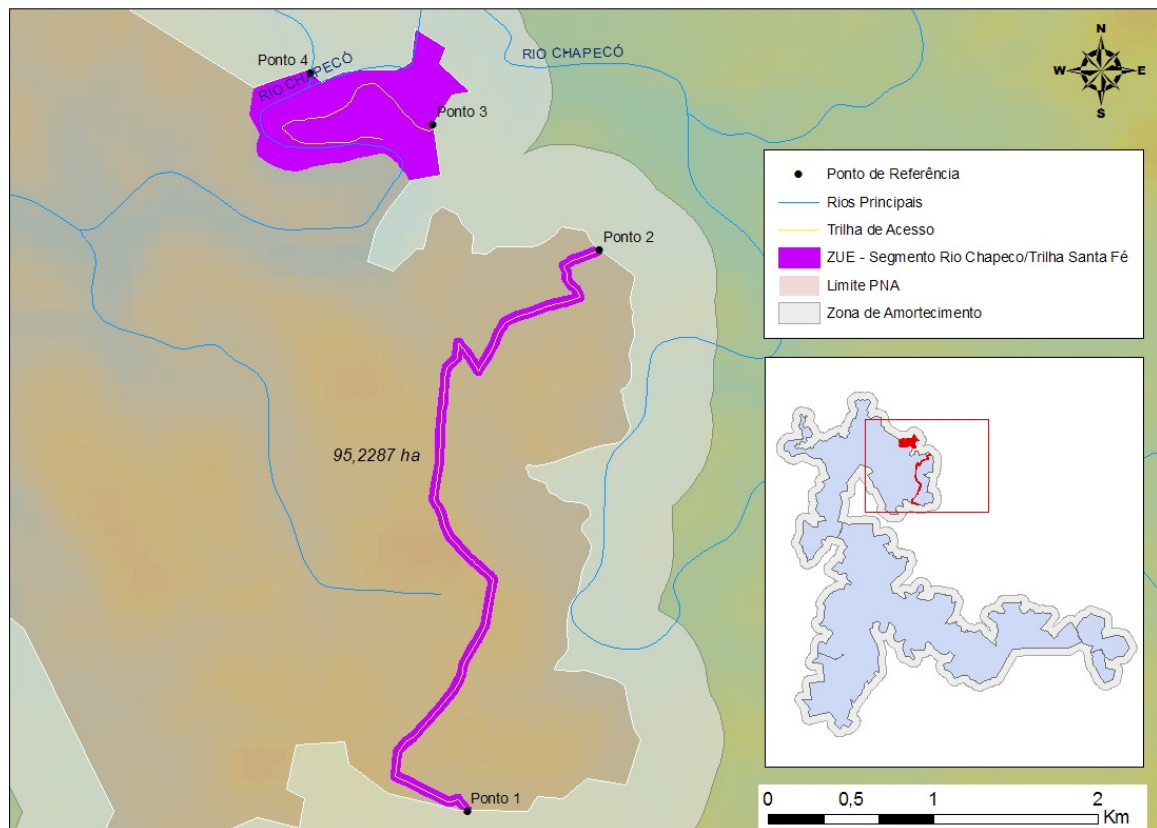 N
W E
S
Ponto 4
RIO CHAPECÓ
RIO CHAPECÓ
Ponto 3
Ponto 2
95,2287 ha
Ponto 1
Ponto de Referência
Rios Principais
Trilha de Acesso
ZUE - Segmento Rio Chapeco/Trilha Santa Fé
Limite PNA
Zona de Amortecimento
0 0,5 1 2
Km